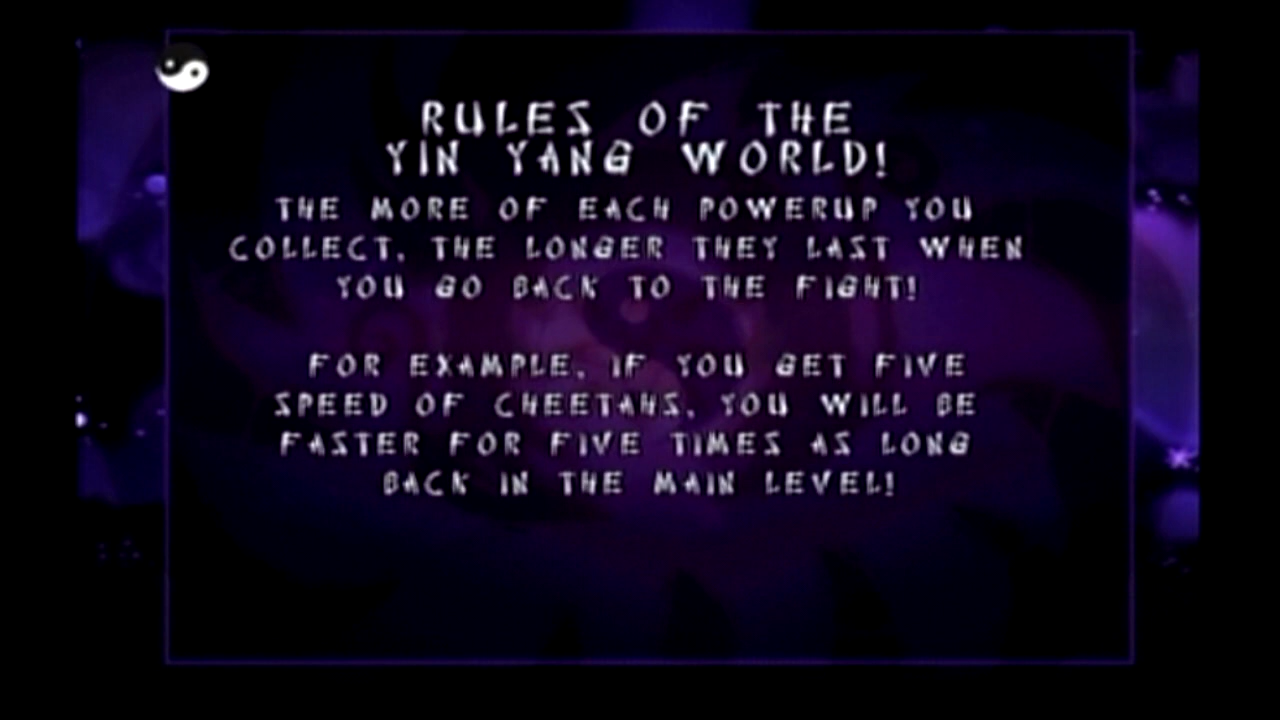 RULES OF THE
YIN YANG WORLD!
THE MORE OF EACH POWERUP YOU
COLLECT, THE LONGER THEY LAST WHEN
YOU GO BACK TO THE FIGHT!
FOR EXAMPLE, IF YOU GET FIVE
SPEED OF CHEETAHS, YOU WILL BE
FASTER FOR FIVE TIMES AS LONG
BACK IN THE MAIN LEVEL!